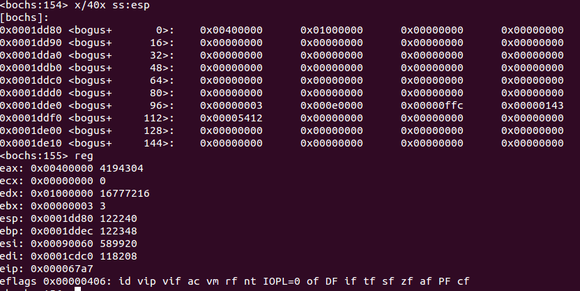 <bochs:154> x/40x ss:esp
[bochs]:
0x0001dd80 <bogus+       0>:    0x00400000    0x01000000    0x00000000    0x00000000
0x0001dd90 <bogus+      16>:    0x00000000    0x00000000    0x00000000    0x00000000
0x0001dda0 <bogus+      32>:    0x00000000    0x00000000    0x00000000    0x00000000
0x0001ddb0 <bogus+      48>:    0x00000000    0x00000000    0x00000000    0x00000000
0x0001ddc0 <bogus+      64>:    0x00000000    0x00000000    0x00000000    0x00000000
0x0001ddd0 <bogus+      80>:    0x00000000    0x00000000    0x00000000    0x00000000
0x0001dde0 <bogus+      96>:    0x00000003    0x000e0000    0x00000ffc    0x00000143
0x0001ddf0 <bogus+     112>:    0x00005412    0x00000000    0x00000000    0x00000000
0x0001de00 <bogus+     128>:    0x00000000    0x00000000    0x00000000    0x00000000
0x0001de10 <bogus+     144>:    0x00000000    0x00000000    0x00000000    0x00000000
<bochs:155> reg
eax: 0x00400000 4194304
ecx: 0x00000000 0
edx: 0x01000000 16777216
ebx: 0x00000003 3
esp: 0x0001dd80 122240
ebp: 0x0001ddec 122348
esi: 0x00090060 589920
edi: 0x0001cdc0 118208
eip: 0x000067a7
eflags 0x00000406: id vip vif ac vm rf nt IOPL=0 of DF if tf sf zf af PF cf